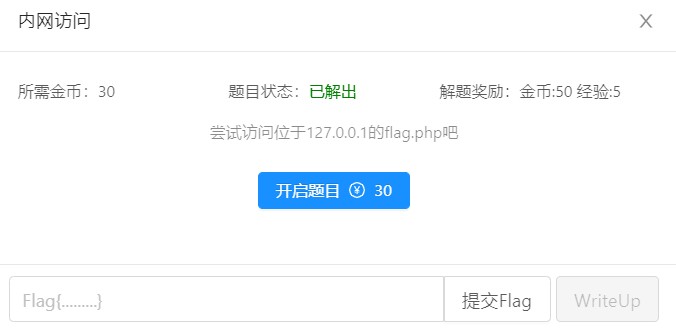 内网访问
所需金币：30 题目状态：已解出 解题奖励：金币:50 经验:5
尝试访问位于127.0.0.1的flag.php吧
开启题目 ¥ 30
Flag{.........} 提交Flag WriteUp